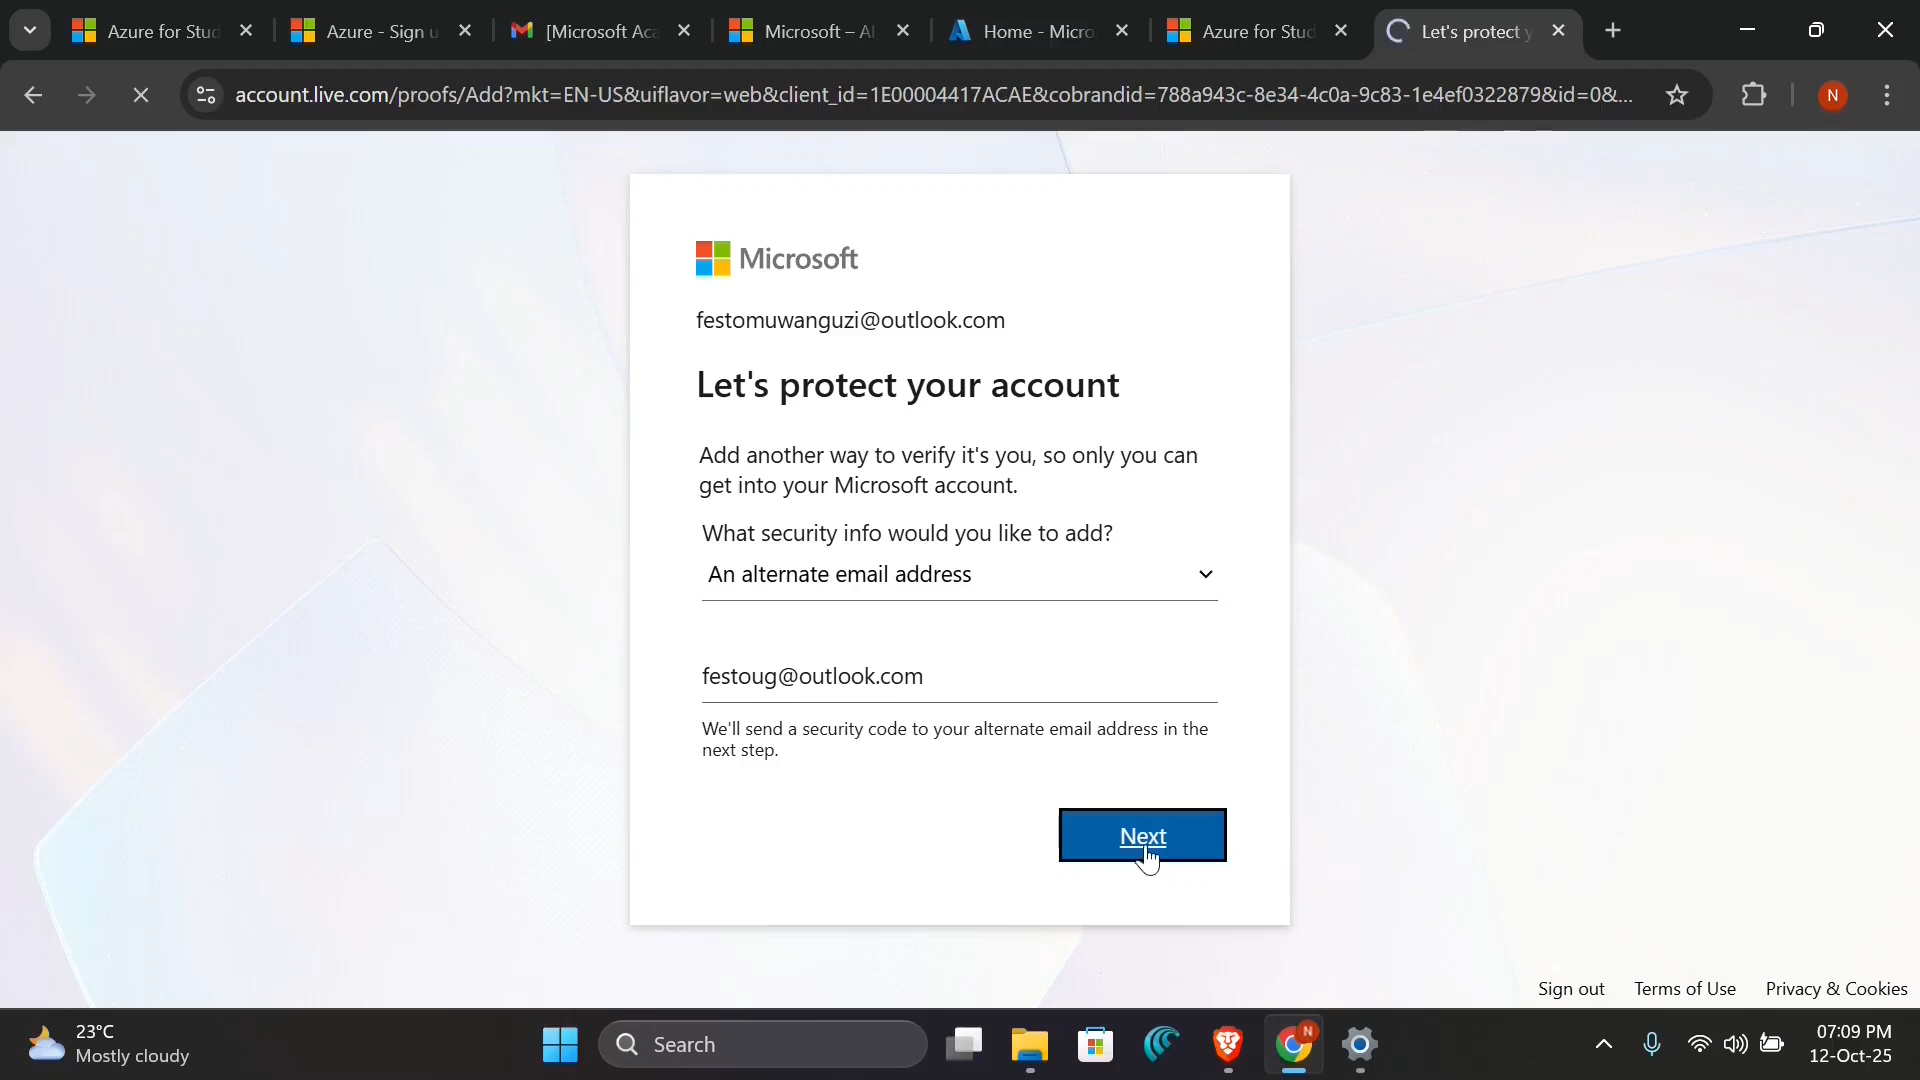 Azure for Stud
Azure - Sign u
[Microsoft Aca
Microsoft – A
Home - Micro
Azure for Stud
Let's protect y
account.live.com/proofs/Add?mkt=EN-US&uiflavor=web&client_id=1E00004417ACAE&cobrandid=788a943c-8e34-4c0a-9c83-1e4ef0322879&id=0&...
N
Microsoft
festomuwanguzi@outlook.com
Let's protect your account
Add another way to verify it's you, so only you can
get into your Microsoft account.
What security info would you like to add?
An alternate email address
festoug@outlook.com
We'll send a security code to your alternate email address in the
next step.
Next
Sign out
Terms of Use
Privacy & Cookies
23°C
Mostly cloudy
Search
N
07:09 PM
12-Oct-25